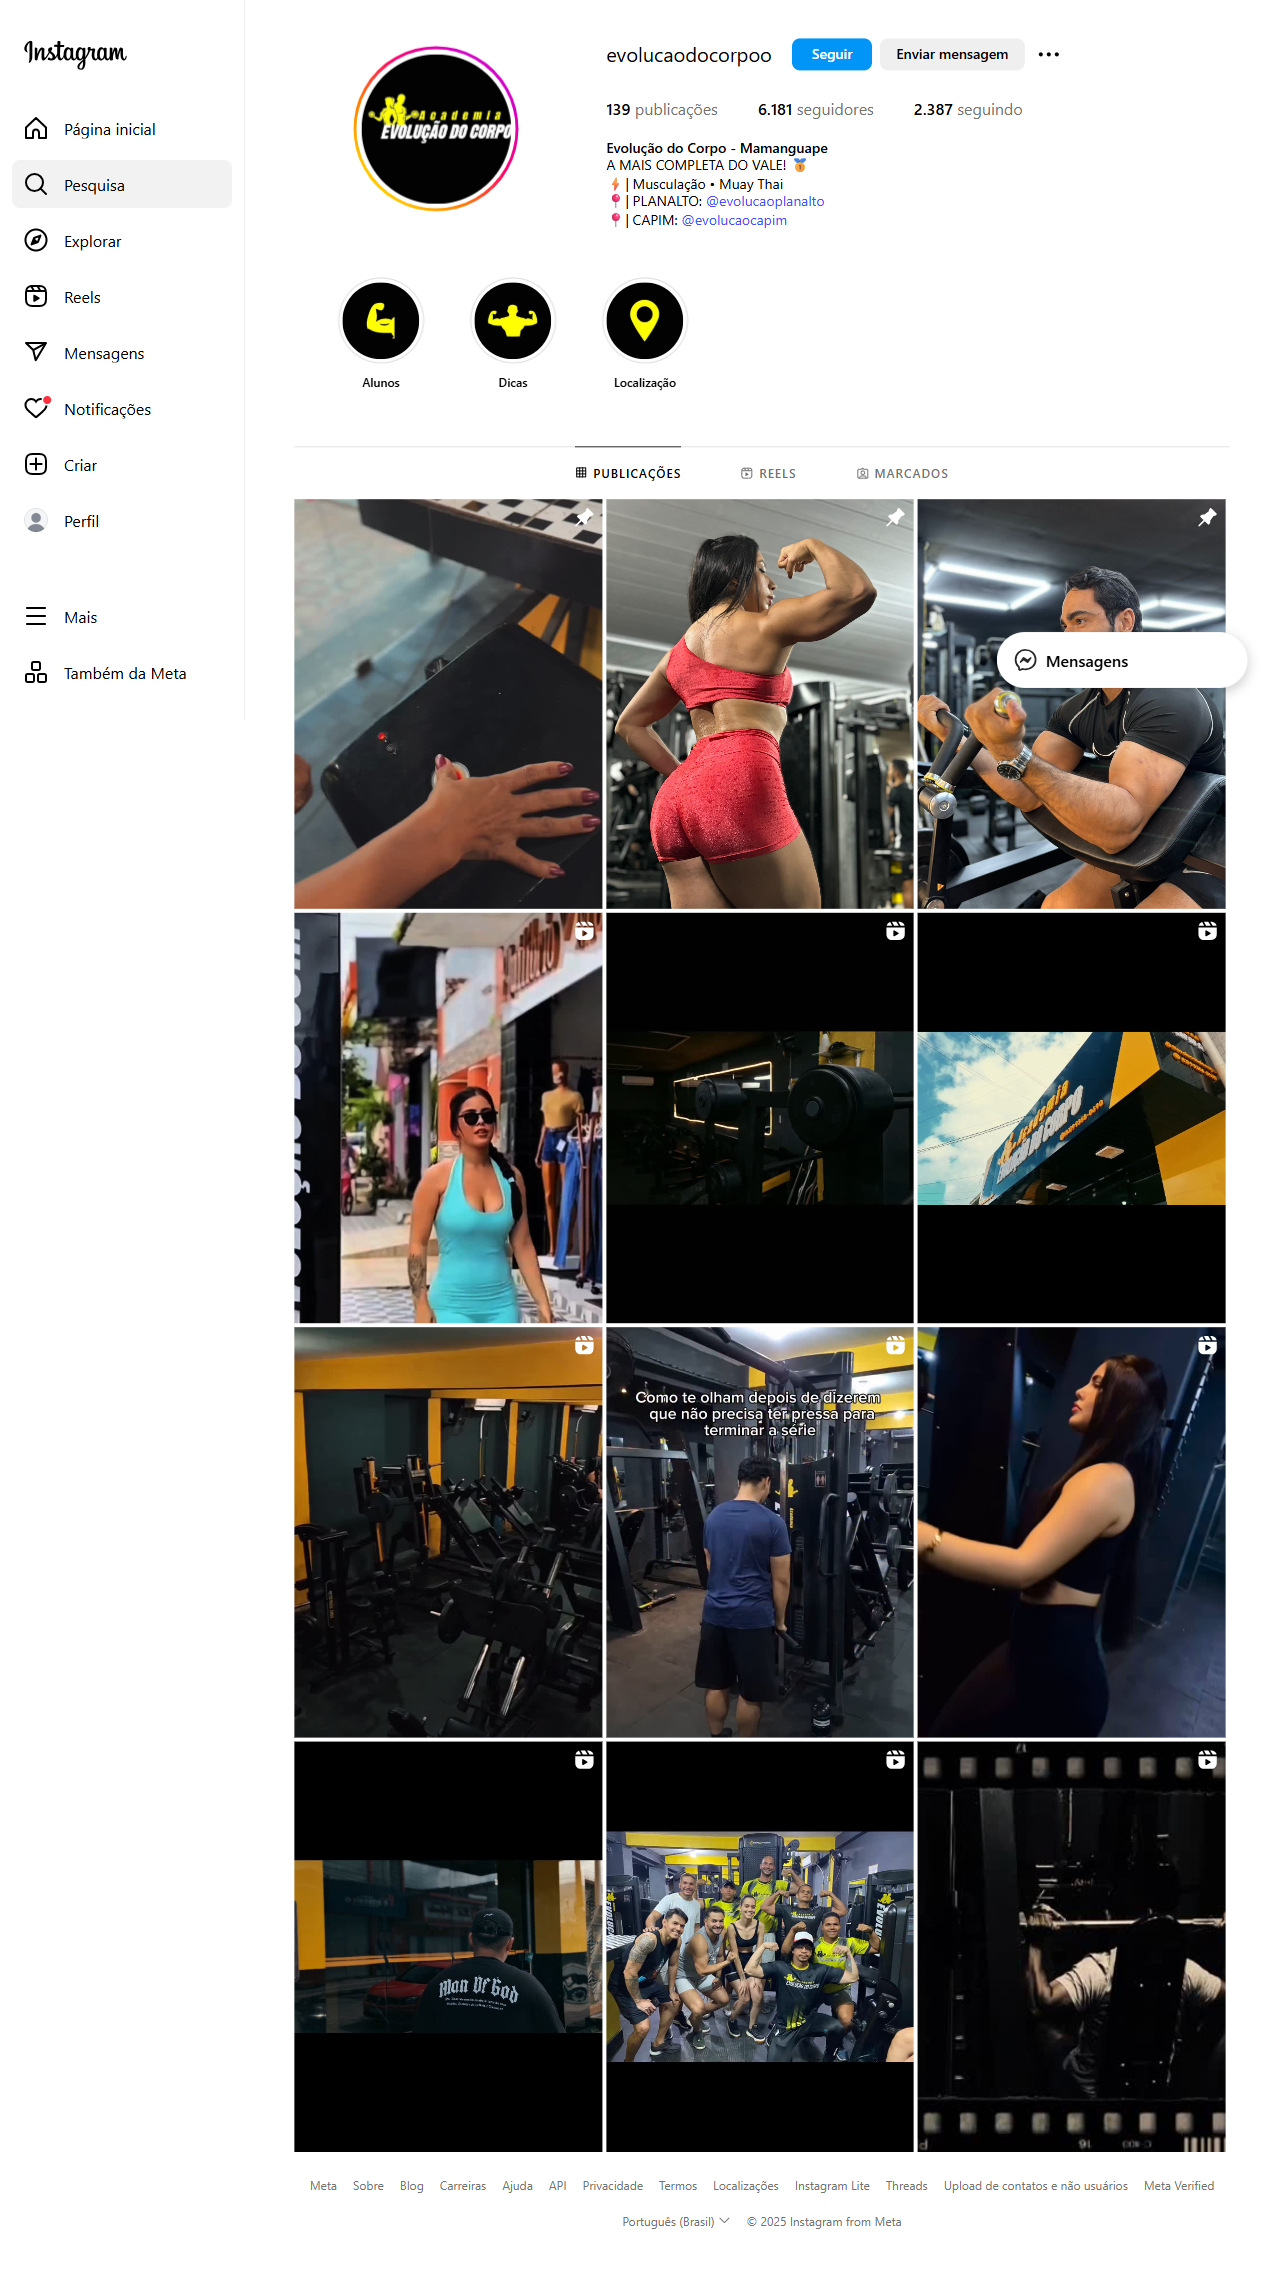 Instagram
Página inicial
Pesquisa
Explorar
Reels
Mensagens
Notificações
Criar
Perfil
Mais
Também da Meta
Academia
EVOLUÇÃO DO CORPO
evolucaodocorpoo
Seguir
Enviar mensagem
139 publicações
6.181 seguidores
2.387 seguindo
Evolução do Corpo - Mamanguape
A MAIS COMPLETA DO VALE! 🏅
⚡ | Musculação • Muay Thai
📍 | PLANALTO: @evolucaoplanalto
📍 | CAPIM: @evolucaocapim
Alunos
Dicas
Localização
PUBLICAÇÕES
REELS
MARCADOS
Mensagens
Academia
Como te olham depois de dizerem
que não precisa ter pressa para
terminar a série
Man Of God
Meta
Sobre
Blog
Carreiras
Ajuda
API
Privacidade
Termos
Localizações
Instagram Lite
Threads
Upload de contatos e não usuários
Meta Verified
Português (Brasil)
© 2025 Instagram from Meta